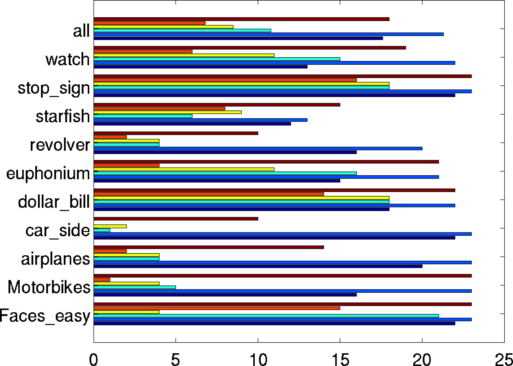 all
watch
stop_sign
starfish
revolver
euphonium
dollar_bill
car_side
airplanes
Motorbikes
Faces_easy
0 5 10 15 20 25